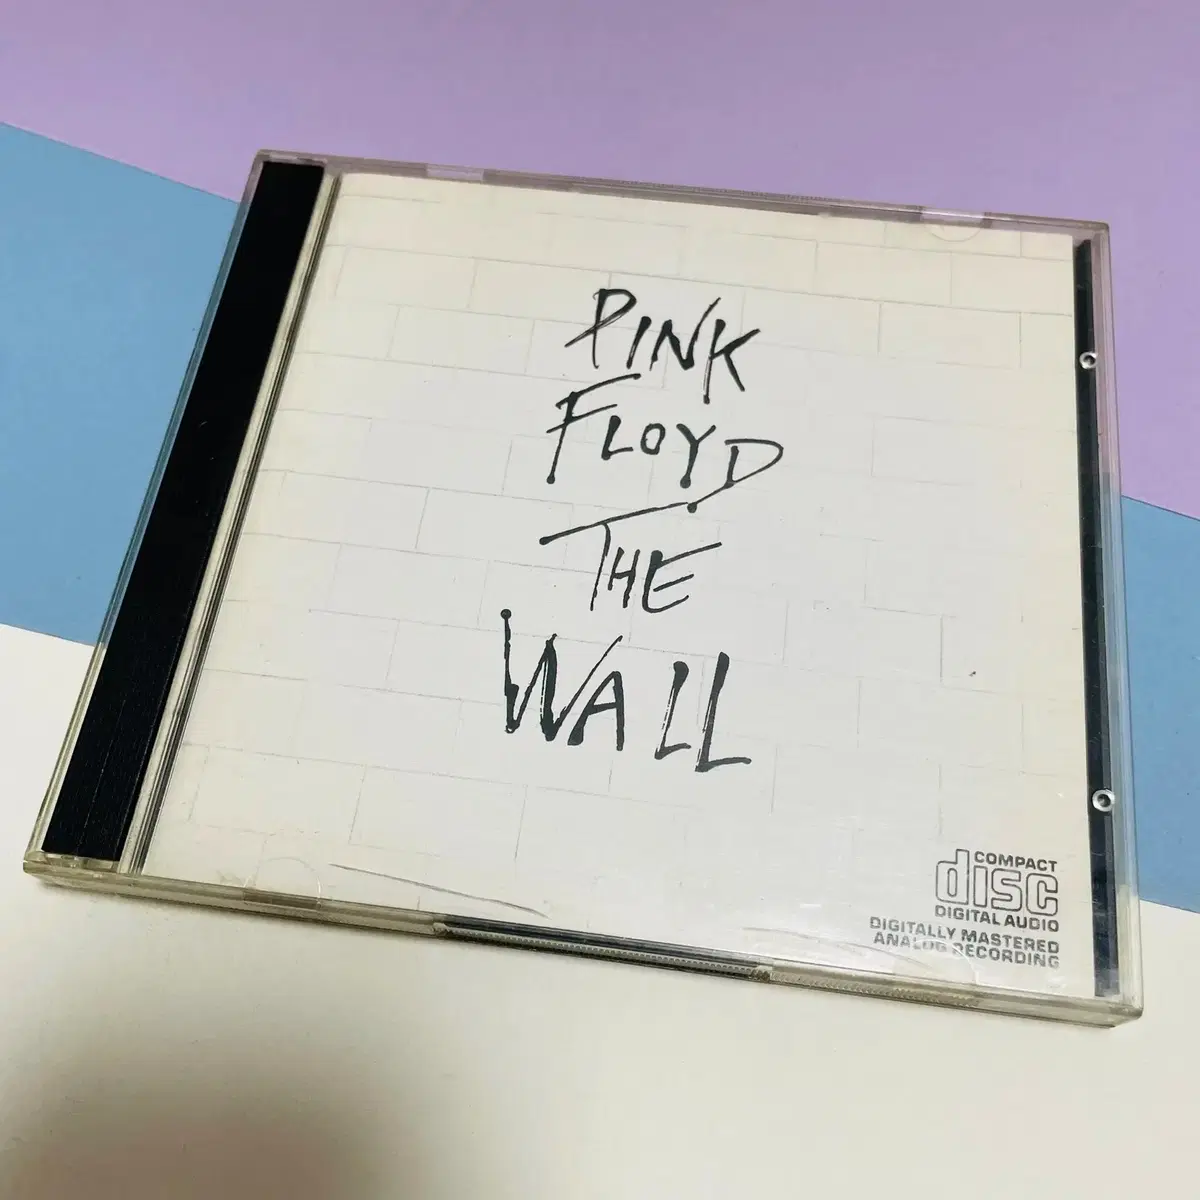 PINK
FLOYD
THE
WALL
COMPACT
disc
DIGITAL AUDIO
DIGITALLY MASTERED
ANALOG RECORDING